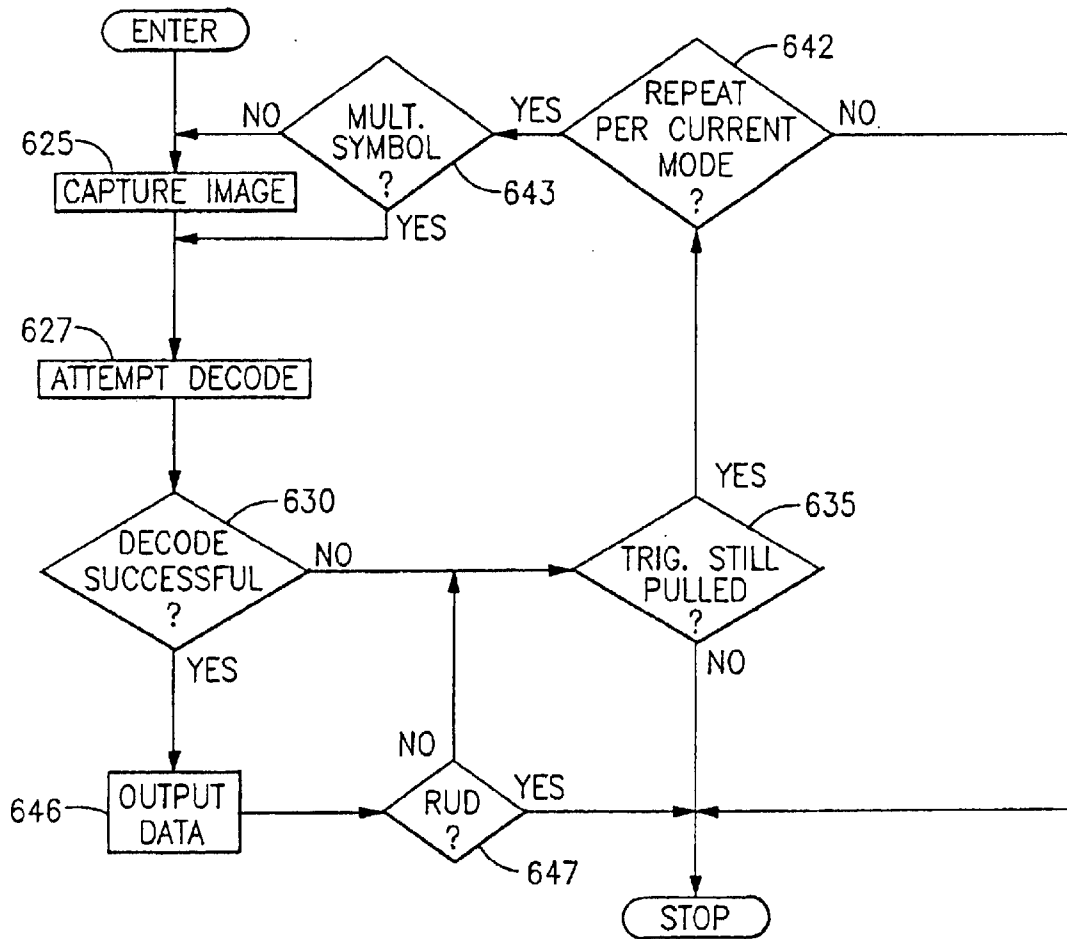 ENTER
642
NO
MULT.
SYMBOL
?
YES
REPEAT
PER CURRENT
MODE
?
NO
625
CAPTURE IMAGE
643
YES
627
ATTEMPT DECODE
630
YES
635
DECODE
SUCCESSFUL
?
NO
TRIG. STILL
PULLED
?
YES
NO
NO
646
OUTPUT
DATA
RUD
?
YES
647
STOP